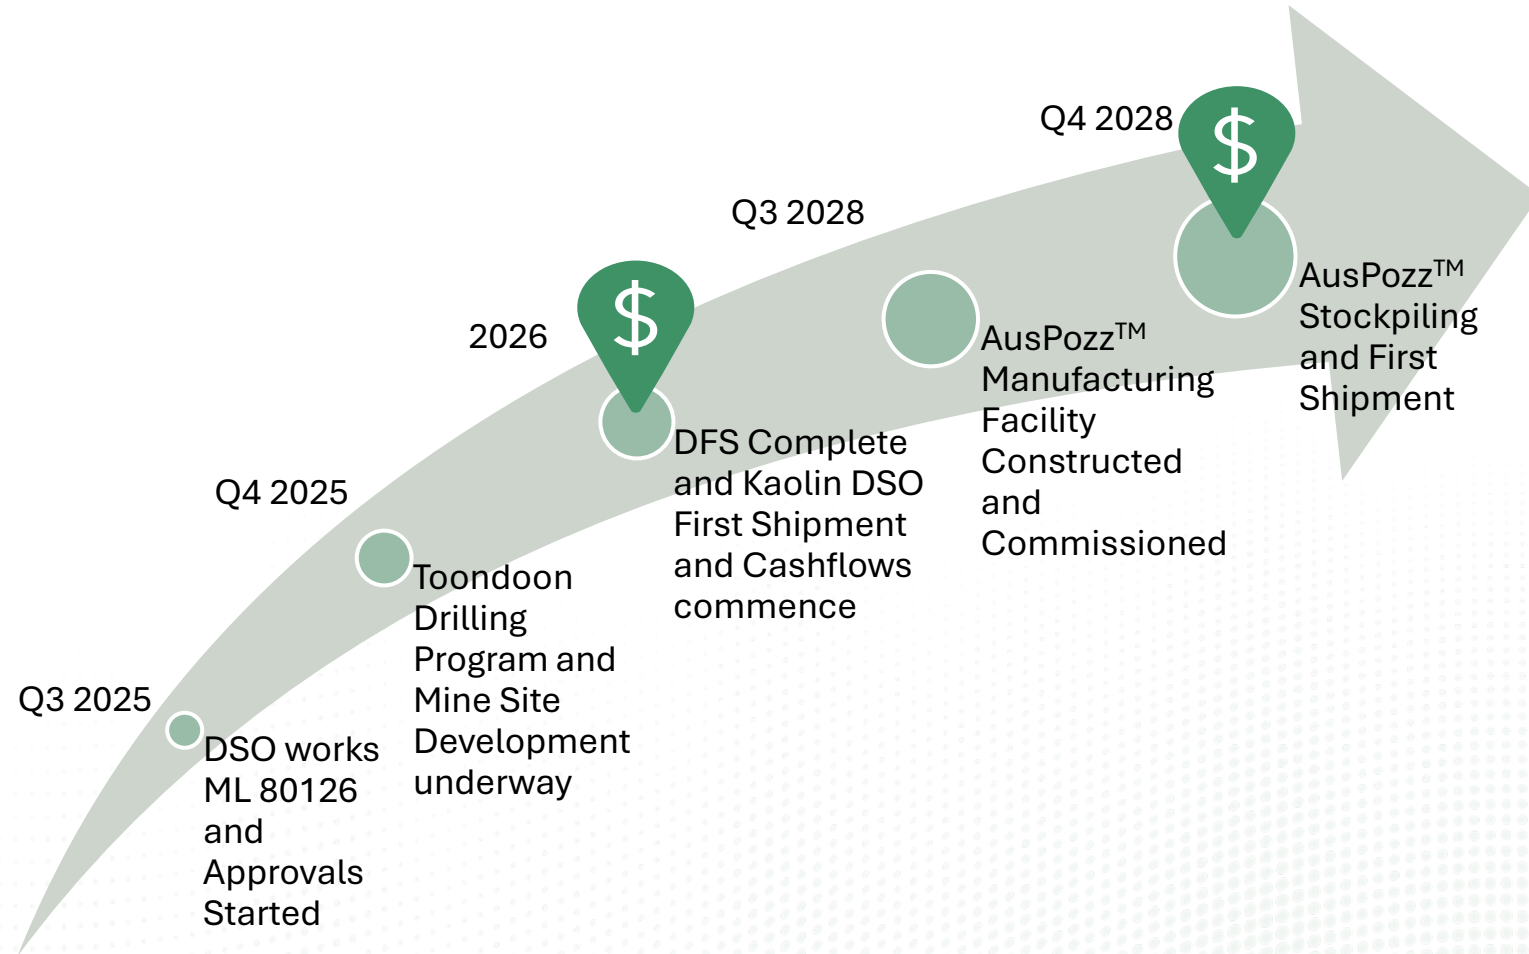 Q3 2025
DSO works
ML 80126
and
Approvals
Started
Q4 2025
Toondoon
Drilling
Program and
Mine Site
Development
underway
2026
$
DFS Complete
and Kaolin DSO
First Shipment
and Cashflows
commence
Q3 2028
AusPozz™
Manufacturing
Facility
Constructed
and
Commissioned
Q4 2028
$
AusPozz™
Stockpiling
and First
Shipment